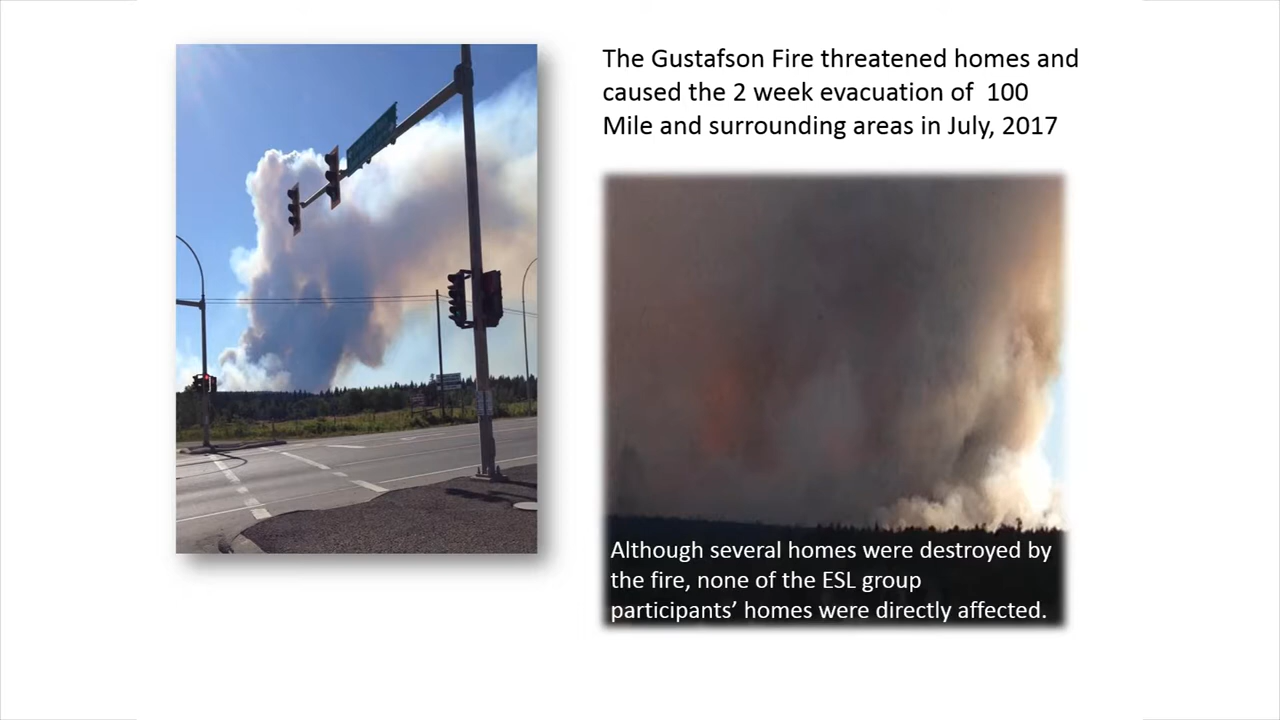 The Gustafson Fire threatened homes and
caused the 2 week evacuation of  100
Mile and surrounding areas in July, 2017
Although several homes were destroyed by
the fire, none of the ESL group
participants’ homes were directly affected.